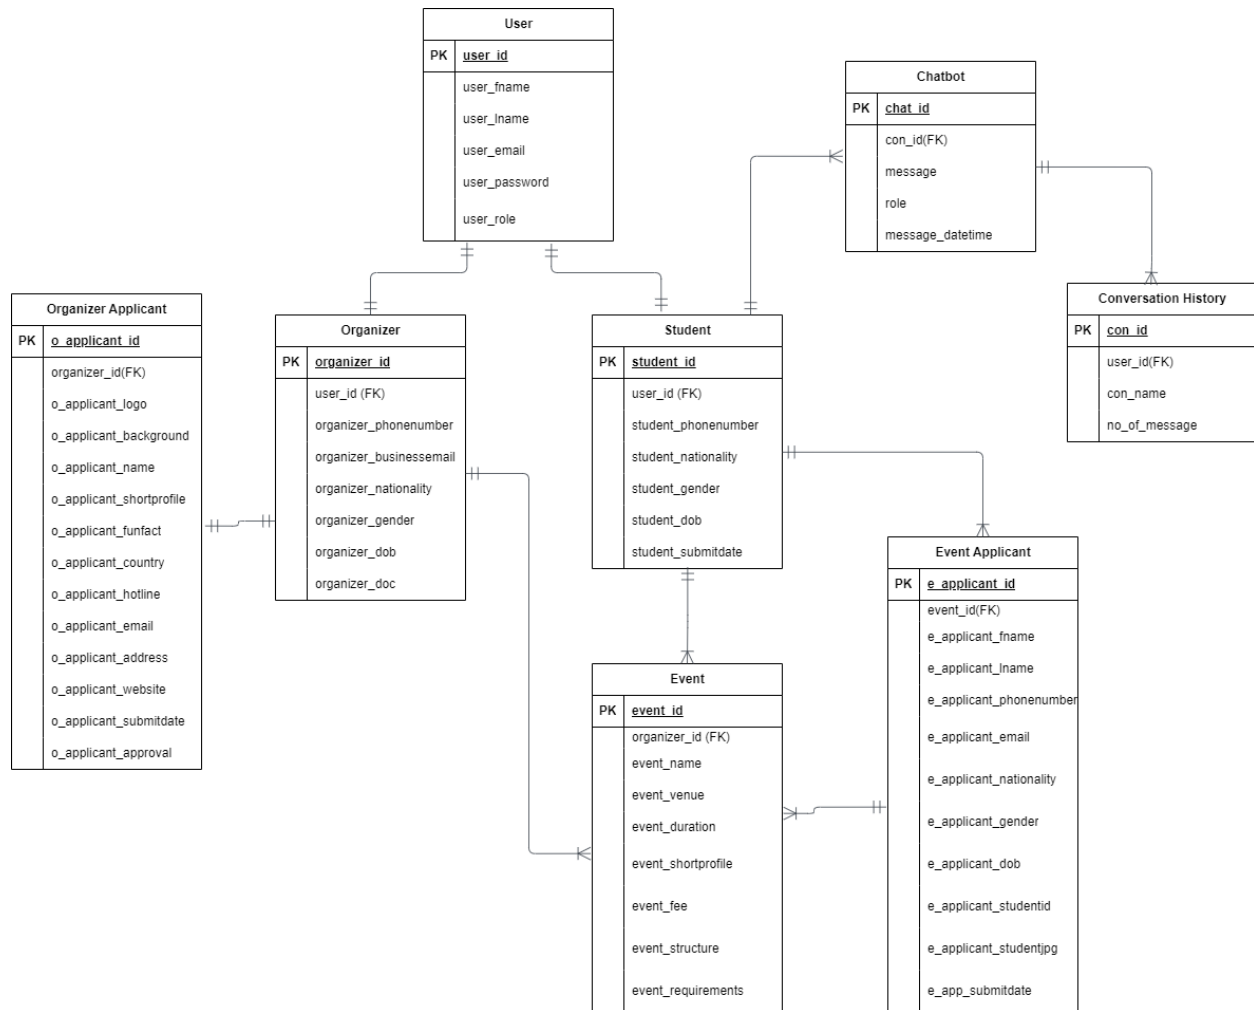 User
PK user_id
user_fname
user_lname
user_email
user_password
user_role
Chatbot
PK chat_id
con_id(FK)
message
role
message_datetime
Organizer Applicant
PK o_applicant_id
organizer_id(FK)
o_applicant_logo
o_applicant_background
o_applicant_name
o_applicant_shortprofile
o_applicant_funfact
o_applicant_country
o_applicant_hotline
o_applicant_email
o_applicant_address
o_applicant_website
o_applicant_submitdate
o_applicant_approval
Organizer
PK organizer_id
user_id (FK)
organizer_phonenumber
organizer_businessemail
organizer_nationality
organizer_gender
organizer_dob
organizer_doc
Student
PK student_id
user_id (FK)
student_phonenumber
student_nationality
student_gender
student_dob
student_submitdate
Conversation History
PK con_id
user_id(FK)
con_name
no_of_message
Event
PK event_id
organizer_id (FK)
event_name
event_venue
event_duration
event_shortprofile
event_fee
event_structure
event_requirements
Event Applicant
PK e_applicant_id
event_id(FK)
e_applicant_fname
e_applicant_lname
e_applicant_phonenumber
e_applicant_email
e_applicant_nationality
e_applicant_gender
e_applicant_dob
e_applicant_studentid
e_applicant_studentjpg
e_app_submitdate